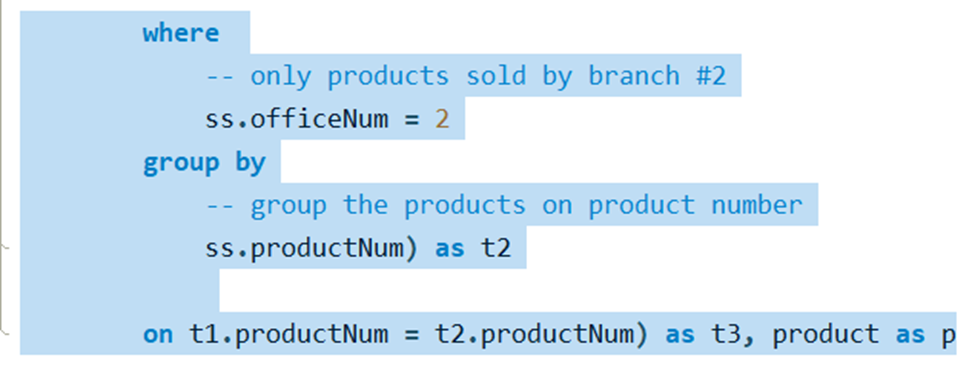 where
-- only products sold by branch #2
ss.officeNum = 2
group by
-- group the products on product number
ss.productNum) as t2
on t1.productNum = t2.productNum) as t3, product as p